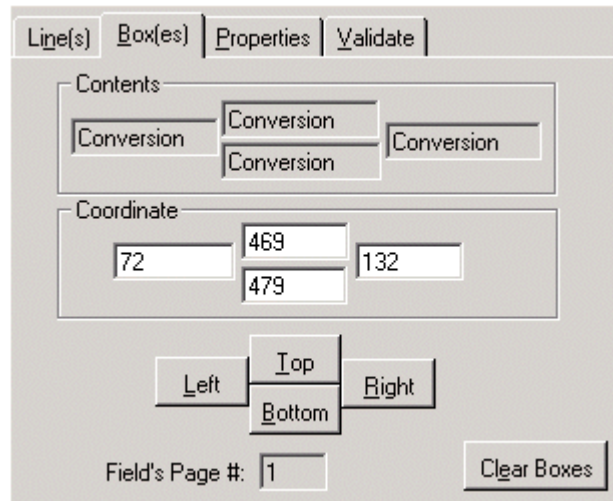 Line(s) Box(es) Properties Validate
Contents
Conversion
Conversion Conversion
Conversion
Coordinate
469
72 132
479
Top
Left Right
Bottom
Field's Page #: 1 Clear Boxes